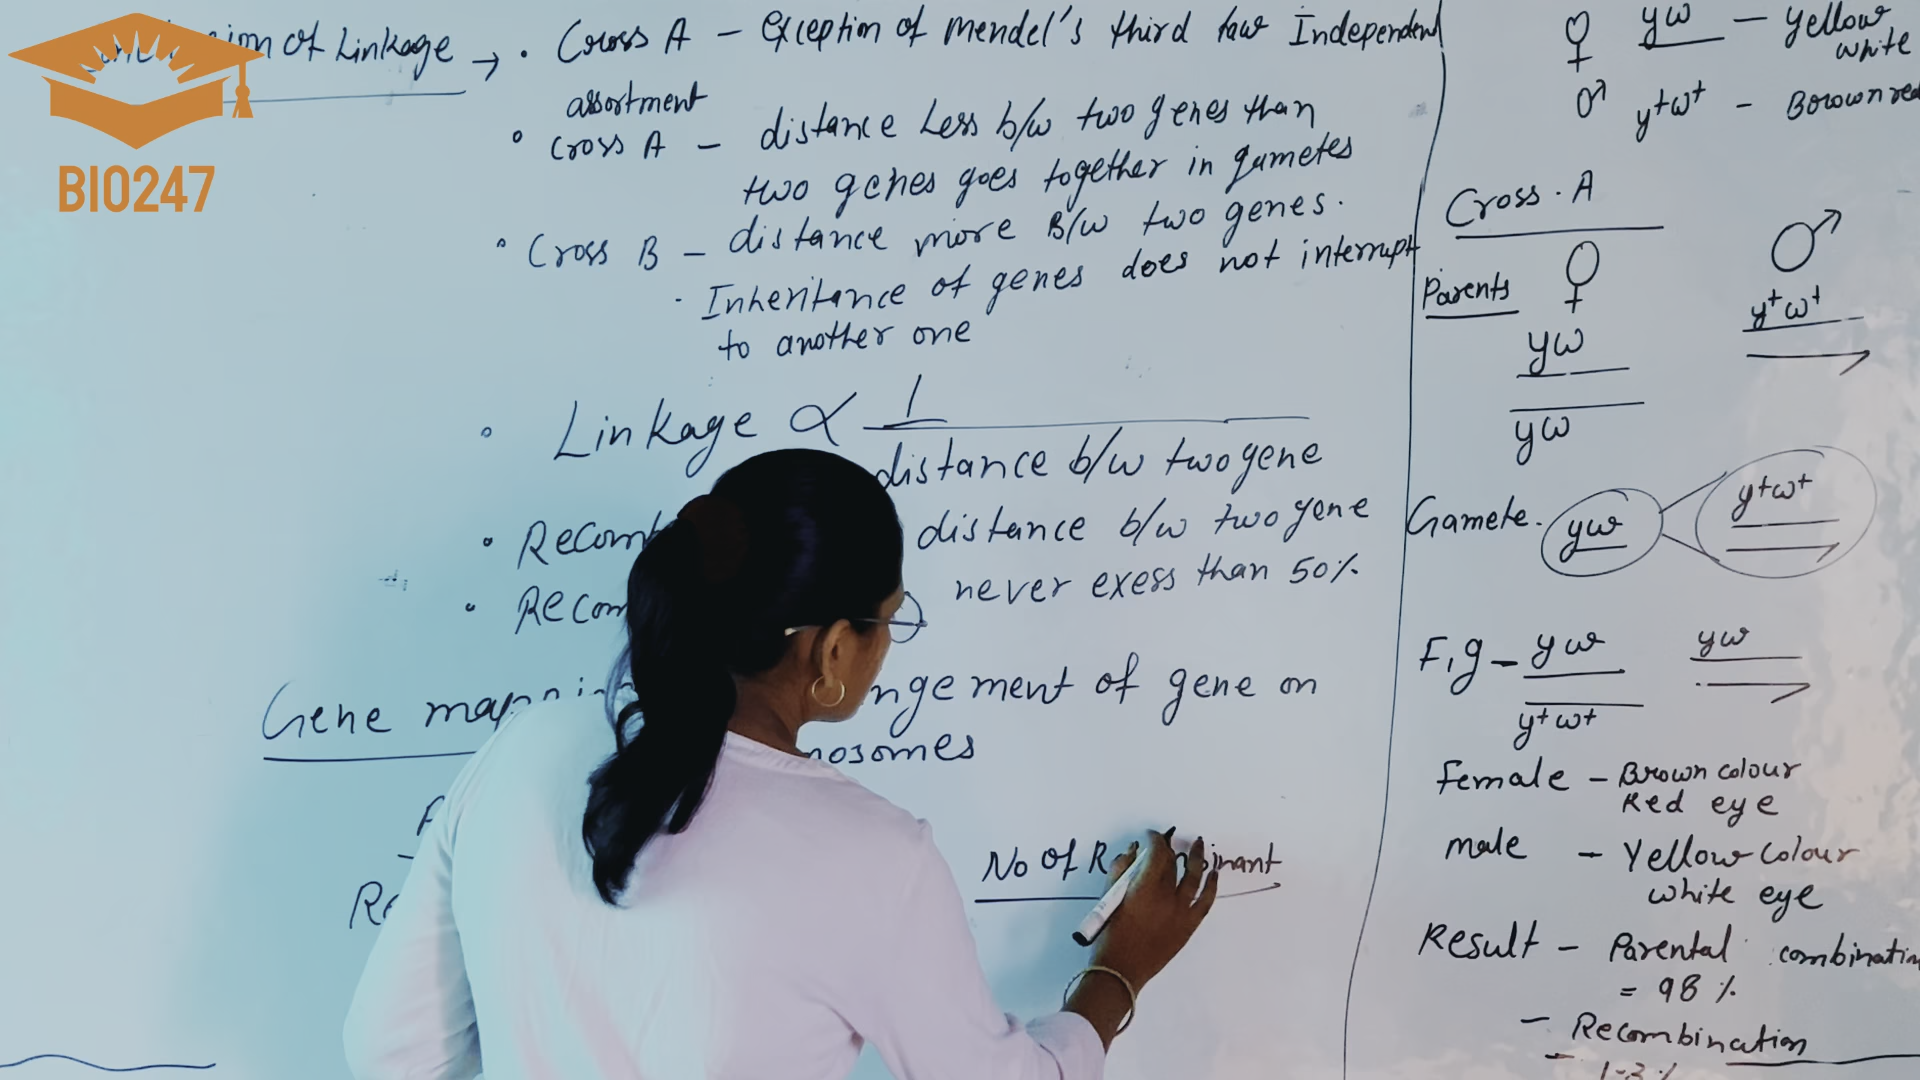 BIO247
of Linkage → • Cross A – Exception of Mendel's third law Independent
assortment
• Cross A – distance Less b/w two genes than
two genes goes together in gametes
• Cross B – distance more B/w two genes.
· Inheritance of genes does not interrupt
to another one
• Linkage ∝ 1
distance b/w two gene
• Recom distance b/w two gene
• Recom never exess than 50%
Gene mappi ngement of gene on
osomes
No of R inant
Re
♀ yw – yellow
white
♂ y⁺w⁺ – Brown red
Cross · A
Parents ♀ ♂
yw y⁺w⁺
yw
Gamete. yw y⁺w⁺
F₁g – yw yw
y⁺w⁺
Female – Brown colour
Red eye
male – Yellow colour
white eye
Result – Parental combination
= 98 %
– Recombination